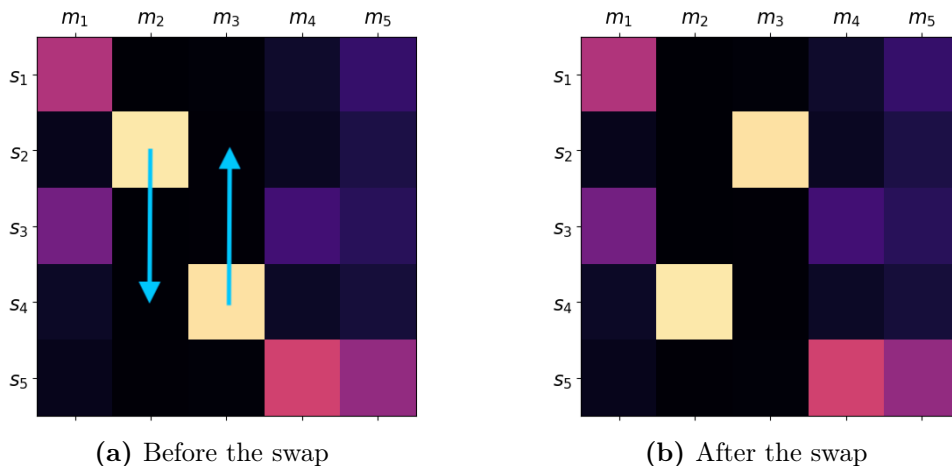 m₁ m₂ m₃ m₄ m₅
s₁
s₂
s₃
s₄
s₅
(a) Before the swap
m₁ m₂ m₃ m₄ m₅
s₁
s₂
s₃
s₄
s₅
(b) After the swap